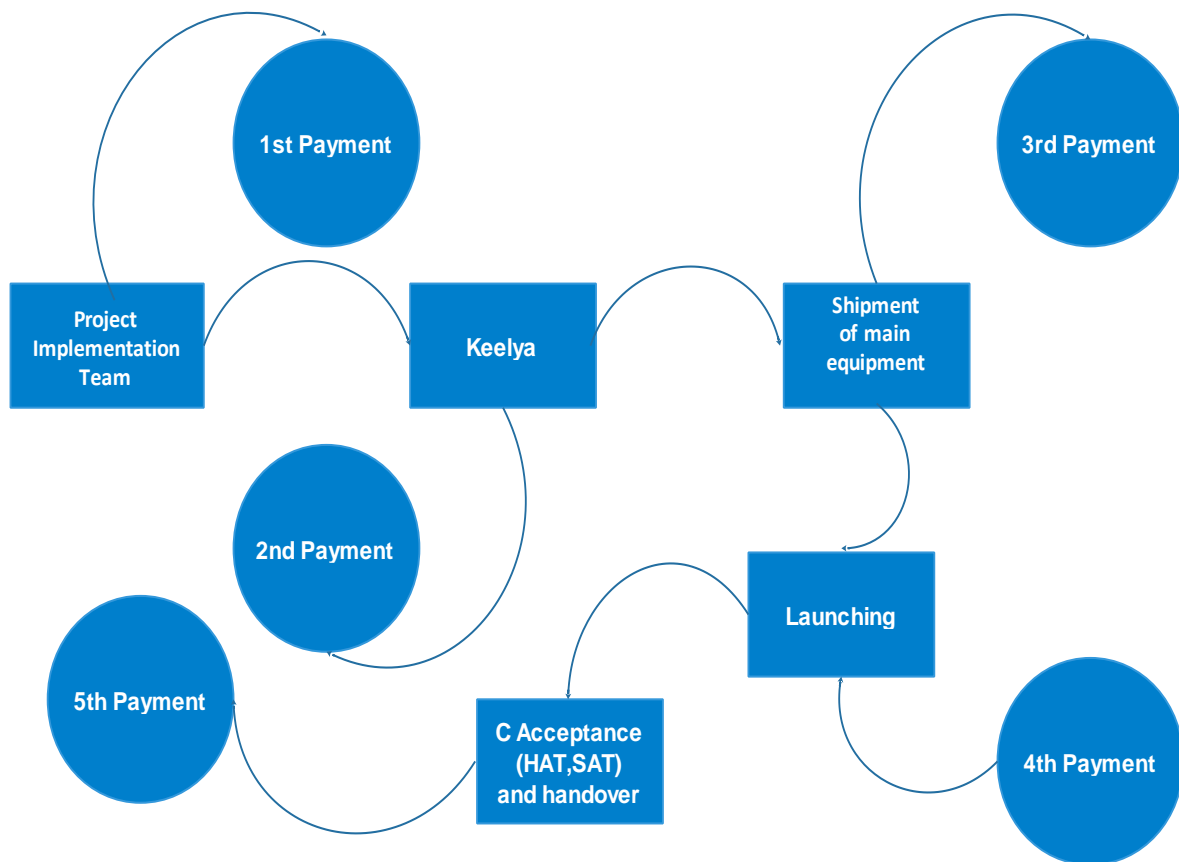 1st Payment
3rd Payment
Project
Implementation
Team
Keelya
Shipment
of main
equipment
2nd Payment
Launching
5th Payment
C Acceptance
(HAT,SAT)
and handover
4th Payment